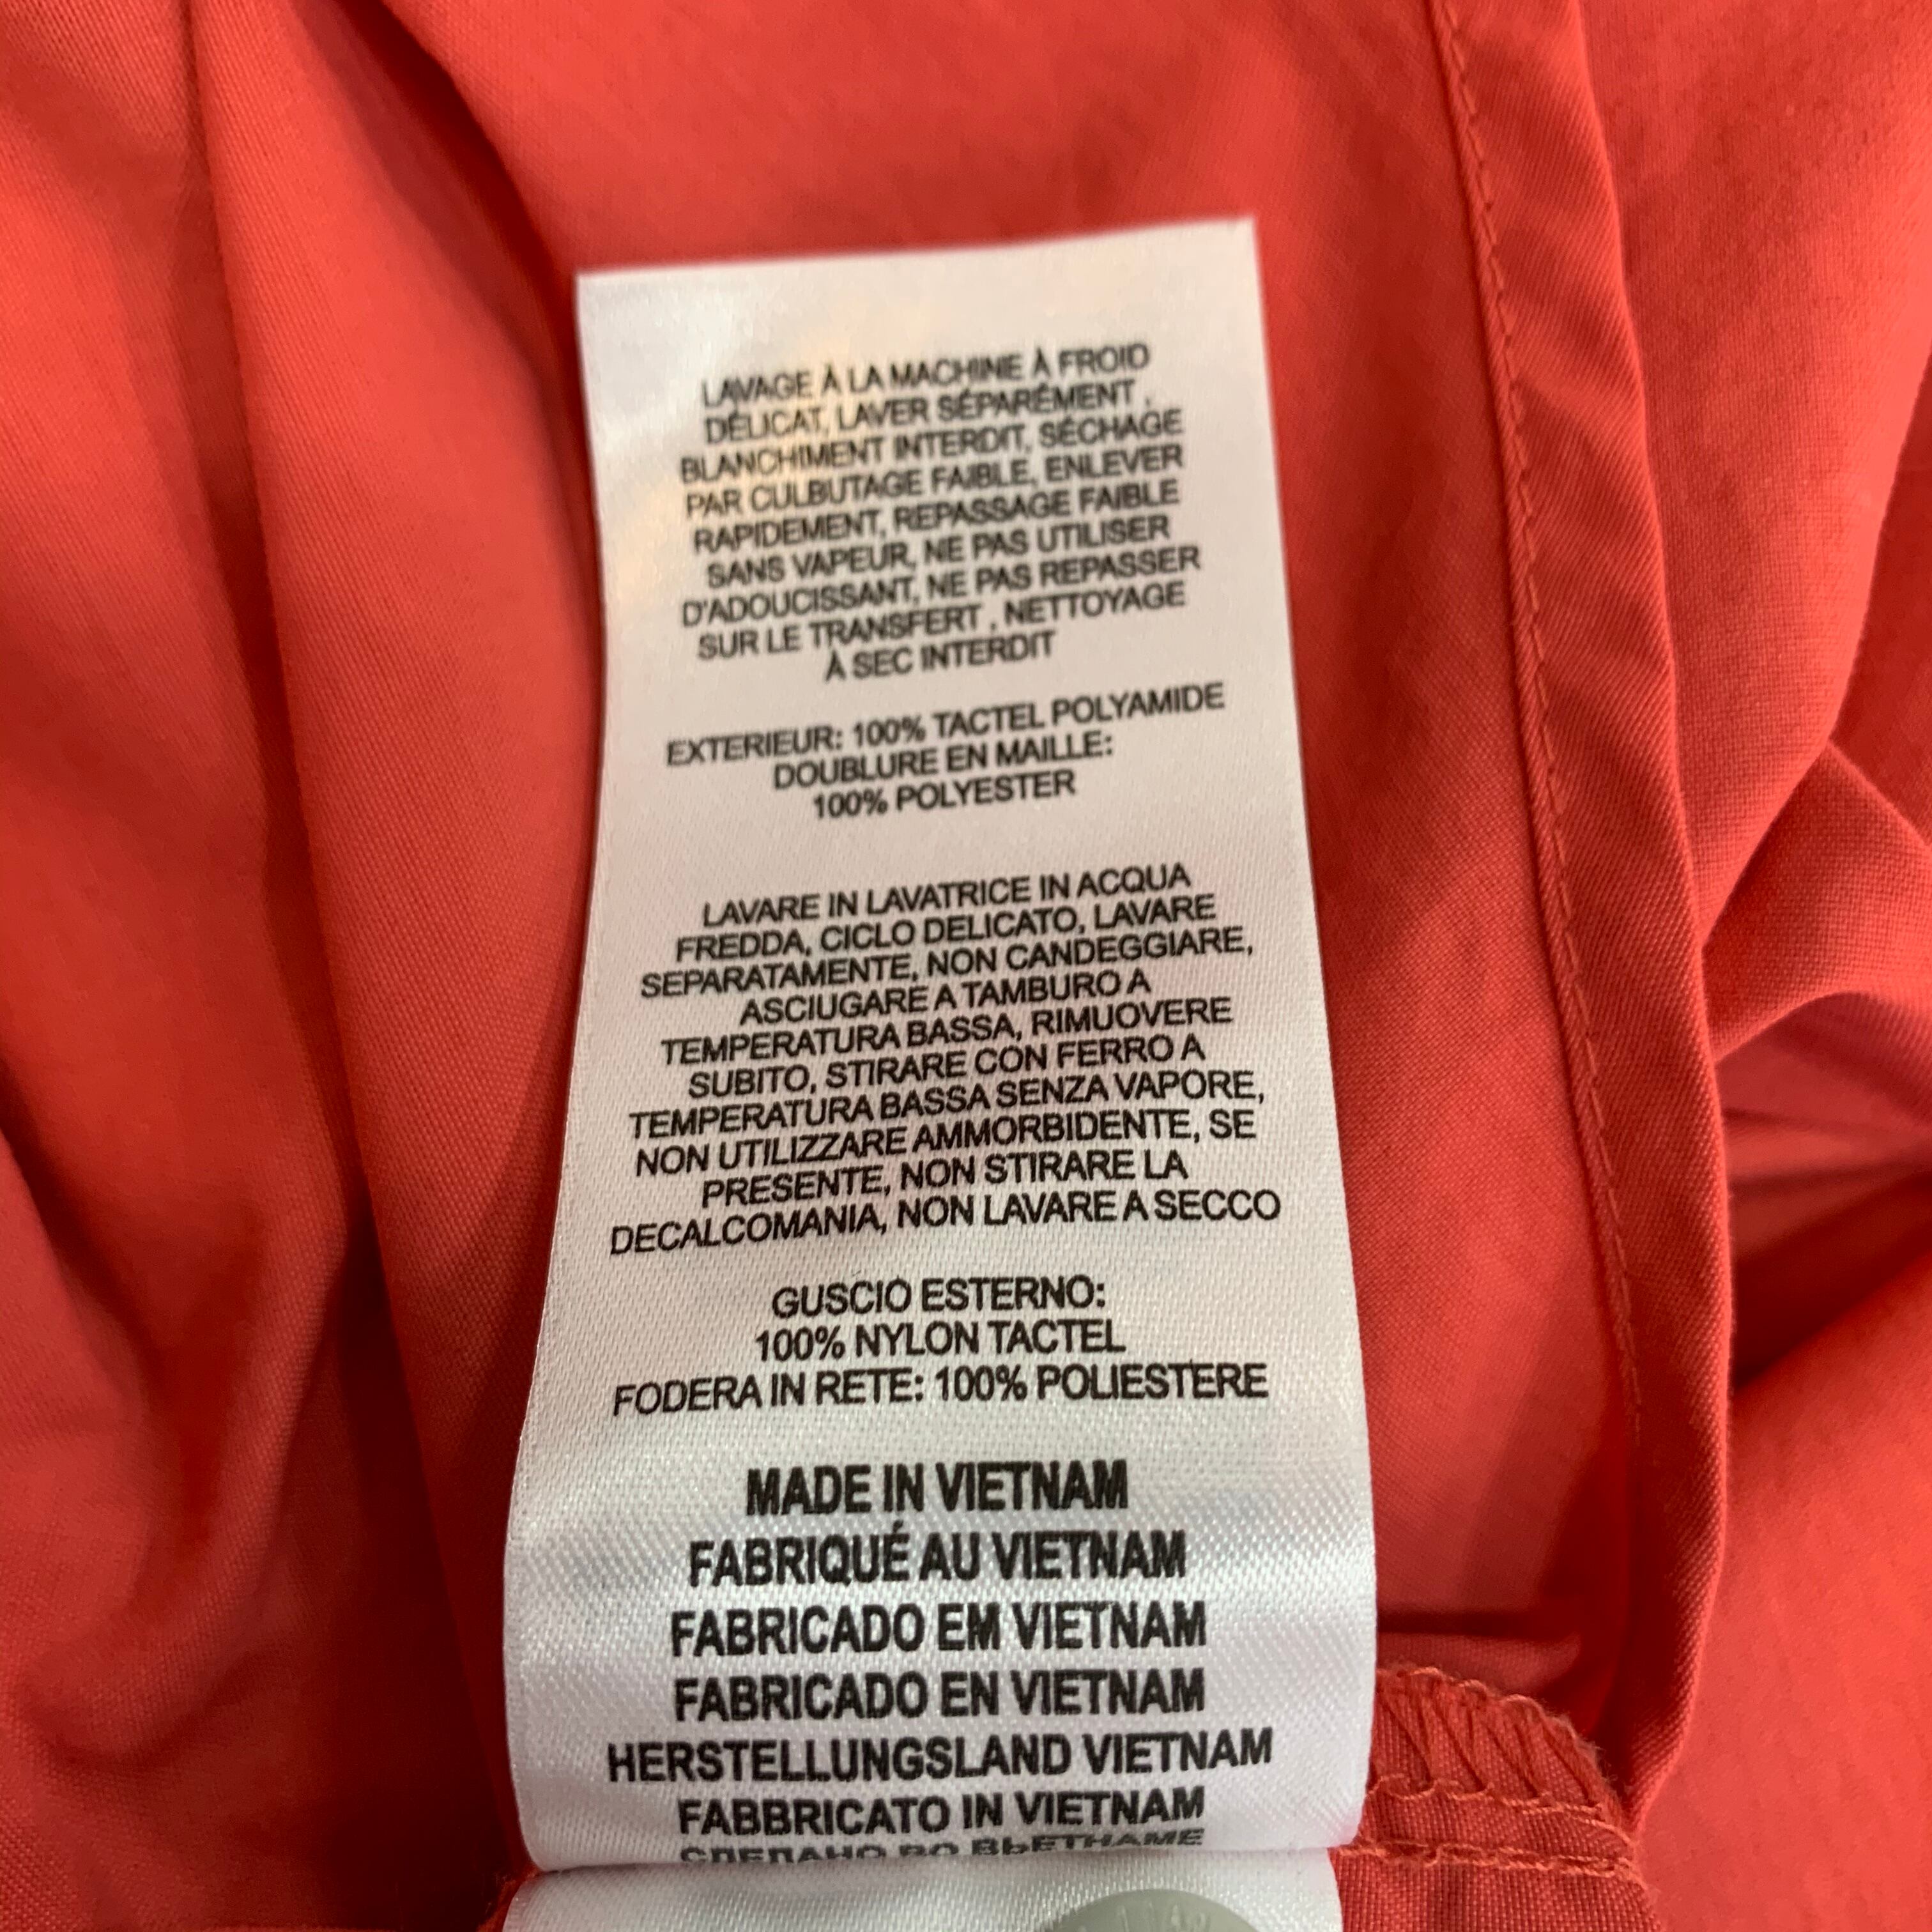 LAVAGE À LA MACHINE À FROID
DÉLICAT, LAVER SÉPARÉMENT ,
BLANCHIMENT INTERDIT, SÉCHAGE
PAR CULBUTAGE FAIBLE, ENLEVER
RAPIDEMENT, REPASSAGE FAIBLE
SANS VAPEUR, NE PAS UTILISER
D'ADOUCISSANT, NE PAS REPASSER
SUR LE TRANSFERT , NETTOYAGE
À SEC INTERDIT
EXTERIEUR: 100% TACTEL POLYAMIDE
DOUBLURE EN MAILLE:
100% POLYESTER
LAVARE IN LAVATRICE IN ACQUA
FREDDA, CICLO DELICATO, LAVARE
SEPARATAMENTE, NON CANDEGGIARE,
ASCIUGARE A TAMBURO A
TEMPERATURA BASSA, RIMUOVERE
SUBITO, STIRARE CON FERRO A
TEMPERATURA BASSA SENZA VAPORE,
NON UTILIZZARE AMMORBIDENTE, SE
PRESENTE, NON STIRARE LA
DECALCOMANIA, NON LAVARE A SECCO
GUSCIO ESTERNO:
100% NYLON TACTEL
FODERA IN RETE: 100% POLIESTERE
MADE IN VIETNAM
FABRIQUÉ AU VIETNAM
FABRICADO EM VIETNAM
FABRICADO EN VIETNAM
HERSTELLUNGSLAND VIETNAM
FABBRICATO IN VIETNAM
СДЕЛАНО ВО ВЬЕТНАМЕ